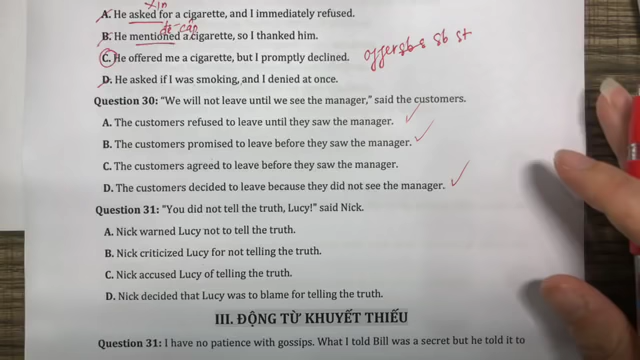 xin
A. He asked for a cigarette, and I immediately refused.
đề cập
B. He mentioned a cigarette, so I thanked him.
C. He offered me a cigarette, but I promptly declined.
offer sb st
D. He asked if I was smoking, and I denied at once.
Question 30: “We will not leave until we see the manager,” said the customers.
A. The customers refused to leave until they saw the manager.
B. The customers promised to leave before they saw the manager.
C. The customers agreed to leave before they saw the manager.
D. The customers decided to leave because they did not see the manager.
Question 31: “You did not tell the truth, Lucy!” said Nick.
A. Nick warned Lucy not to tell the truth.
B. Nick criticized Lucy for not telling the truth.
C. Nick accused Lucy of telling the truth.
D. Nick decided that Lucy was to blame for telling the truth.
III. ĐỘNG TỪ KHUYẾT THIẾU
Question 31: I have no patience with gossips. What I told Bill was a secret but he told it to